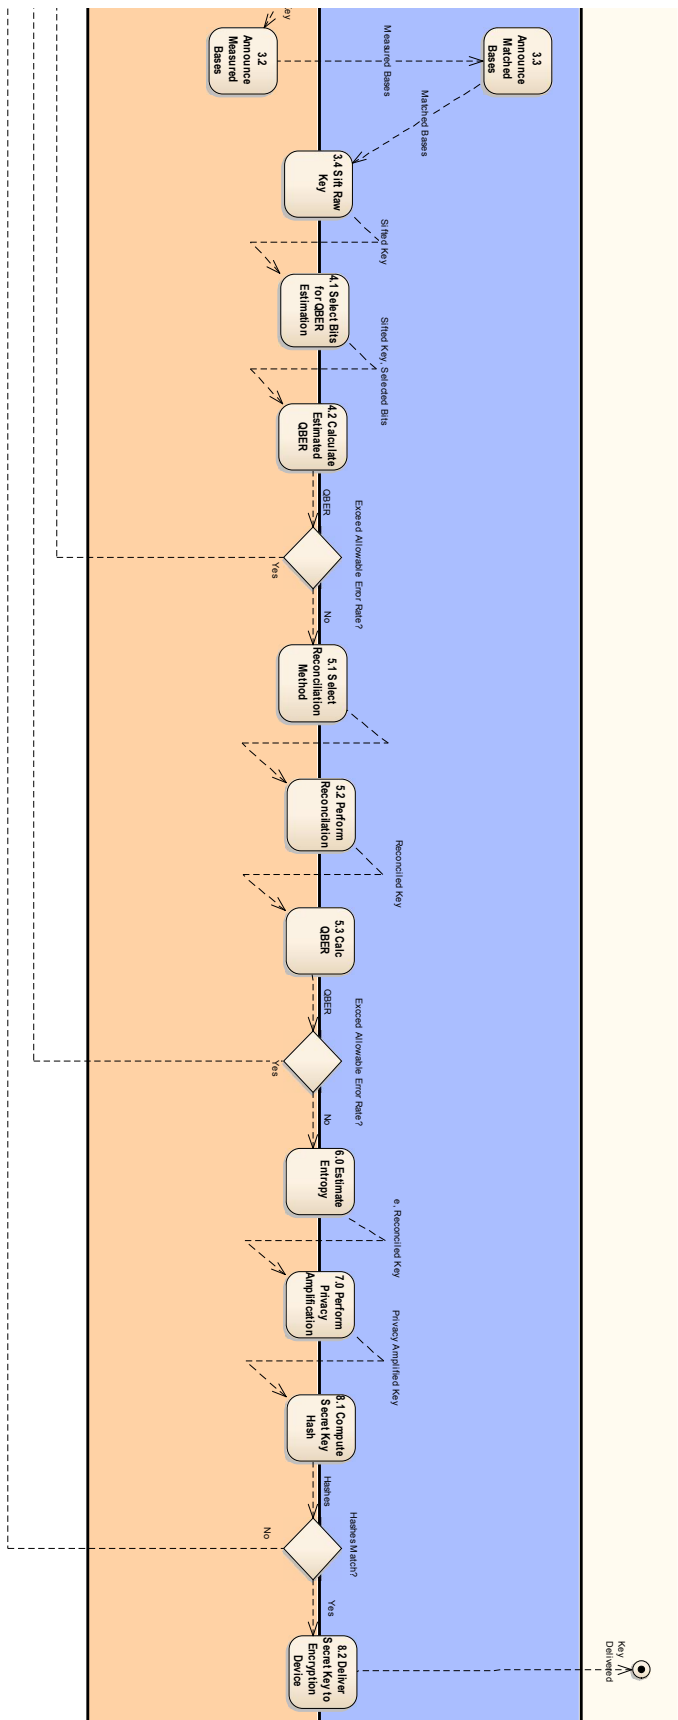 ey
3.2
Announce
Measured
Bases
Measured Bases
3.3
Announce
Matched
Bases
Matched Bases
3.4 Sift Raw
Key
Sifted Key
4.1 Select Bits
for QBER
Estimation
Sifted Key, Selected Bits
4.2 Calculate
Estimated
QBER
QBER
Exceed Allowable Error Rate?
Yes
No
5.1 Select
Reconciliation
Method
5.2 Perform
Reconcilation
Reconciled Key
5.3 Calc
QBER
QBER
Exceed Allowable Error Rate?
Yes
No
6.0 Estimate
Entropy
e, Reconciled Key
7.0 Perform
Privacy
Amplification
Privacy Amplified Key
8.1 Compute
Secret Key
Hash
Hashes
Hashes Match?
No
Yes
8.2 Deliver
Secret Key to
Encryption
Device
Key
Delivered